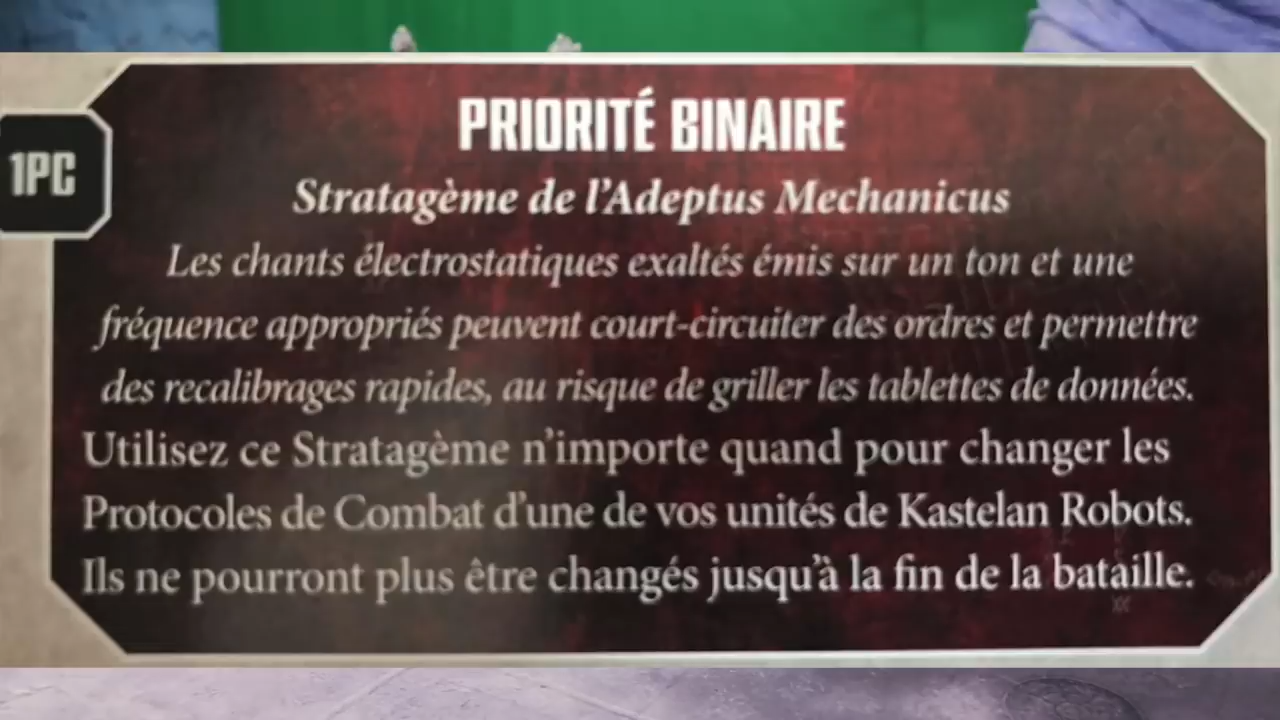 PRIORITÉ BINAIRE
1PC
Stratagème de l'Adeptus Mechanicus
Les chants électrostatiques exaltés émis sur un ton et une
fréquence appropriés peuvent court-circuiter des ordres et permettre
des recalibrages rapides, au risque de griller les tablettes de données.
Utilisez ce Stratagème n'importe quand pour changer les
Protocoles de Combat d'une de vos unités de Kastelan Robots.
Ils ne pourront plus être changés jusqu'à la fin de la bataille.